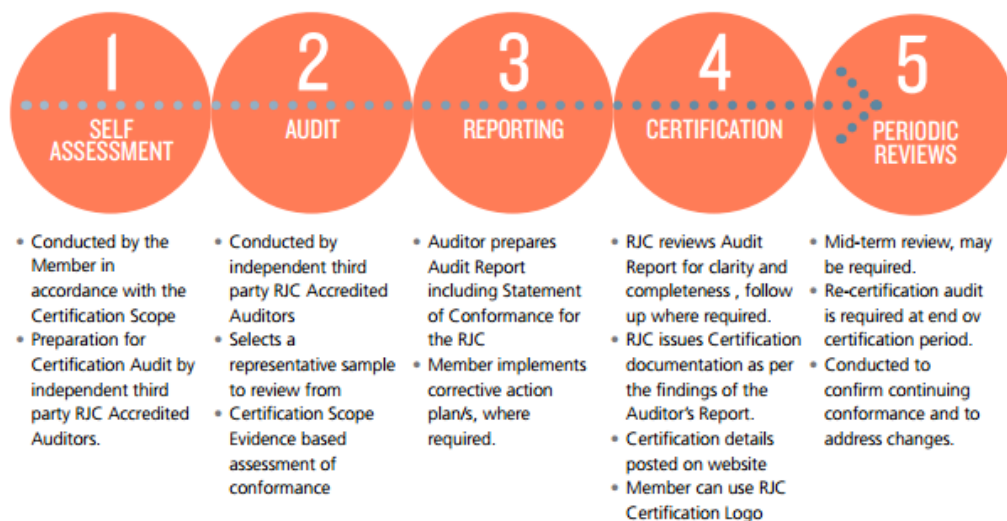 1
SELF
ASSESSMENT
• Conducted by the
Member in
accordance with the
Certification Scope
• Preparation for
Certification Audit by
independent third
party RJC Accredited
Auditors.
2
AUDIT
• Conducted by
independent third
party RJC Accredited
Auditors
• Selects a
representative sample
to review from
• Certification Scope
Evidence based
assessment of
conformance
3
REPORTING
• Auditor prepares
Audit Report
including Statement
of Conformance for
the RJC
• Member implements
corrective action
plan/s, where
required.
4
CERTIFICATION
• RJC reviews Audit
Report for clarity and
completeness , follow
up where required.
• RJC issues Certification
documentation as per
the findings of the
Auditor's Report.
• Certification details
posted on website
• Member can use RJC
Certification Logo
5
PERIODIC
REVIEWS
• Mid-term review, may
be required.
• Re-certification audit
is required at end ov
certification period.
• Conducted to
confirm continuing
conformance and to
address changes.